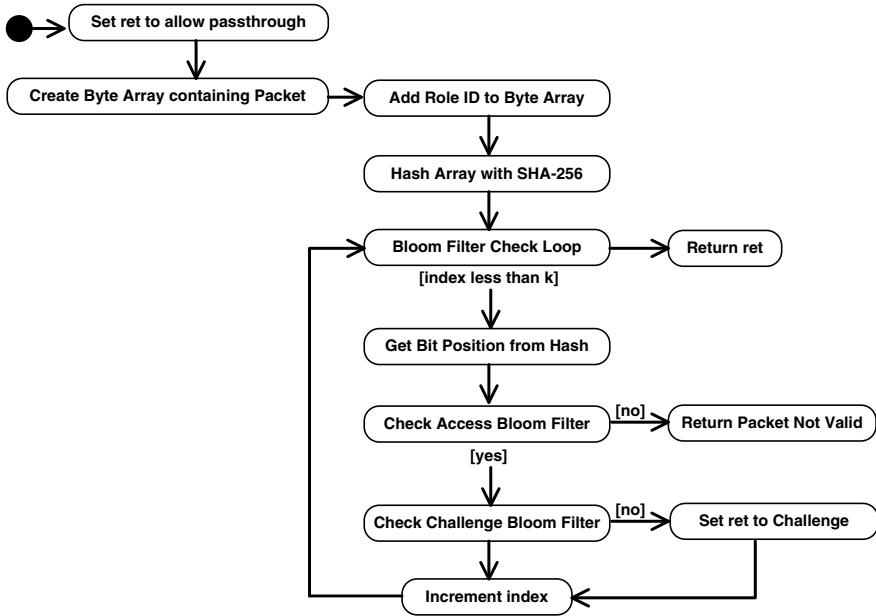 Set ret to allow passthrough
Create Byte Array containing Packet
Add Role ID to Byte Array
Hash Array with SHA-256
Bloom Filter Check Loop
Return ret
[index less than k]
Get Bit Position from Hash
Check Access Bloom Filter
[no]
Return Packet Not Valid
[yes]
Check Challenge Bloom Filter
[no]
Set ret to Challenge
Increment index